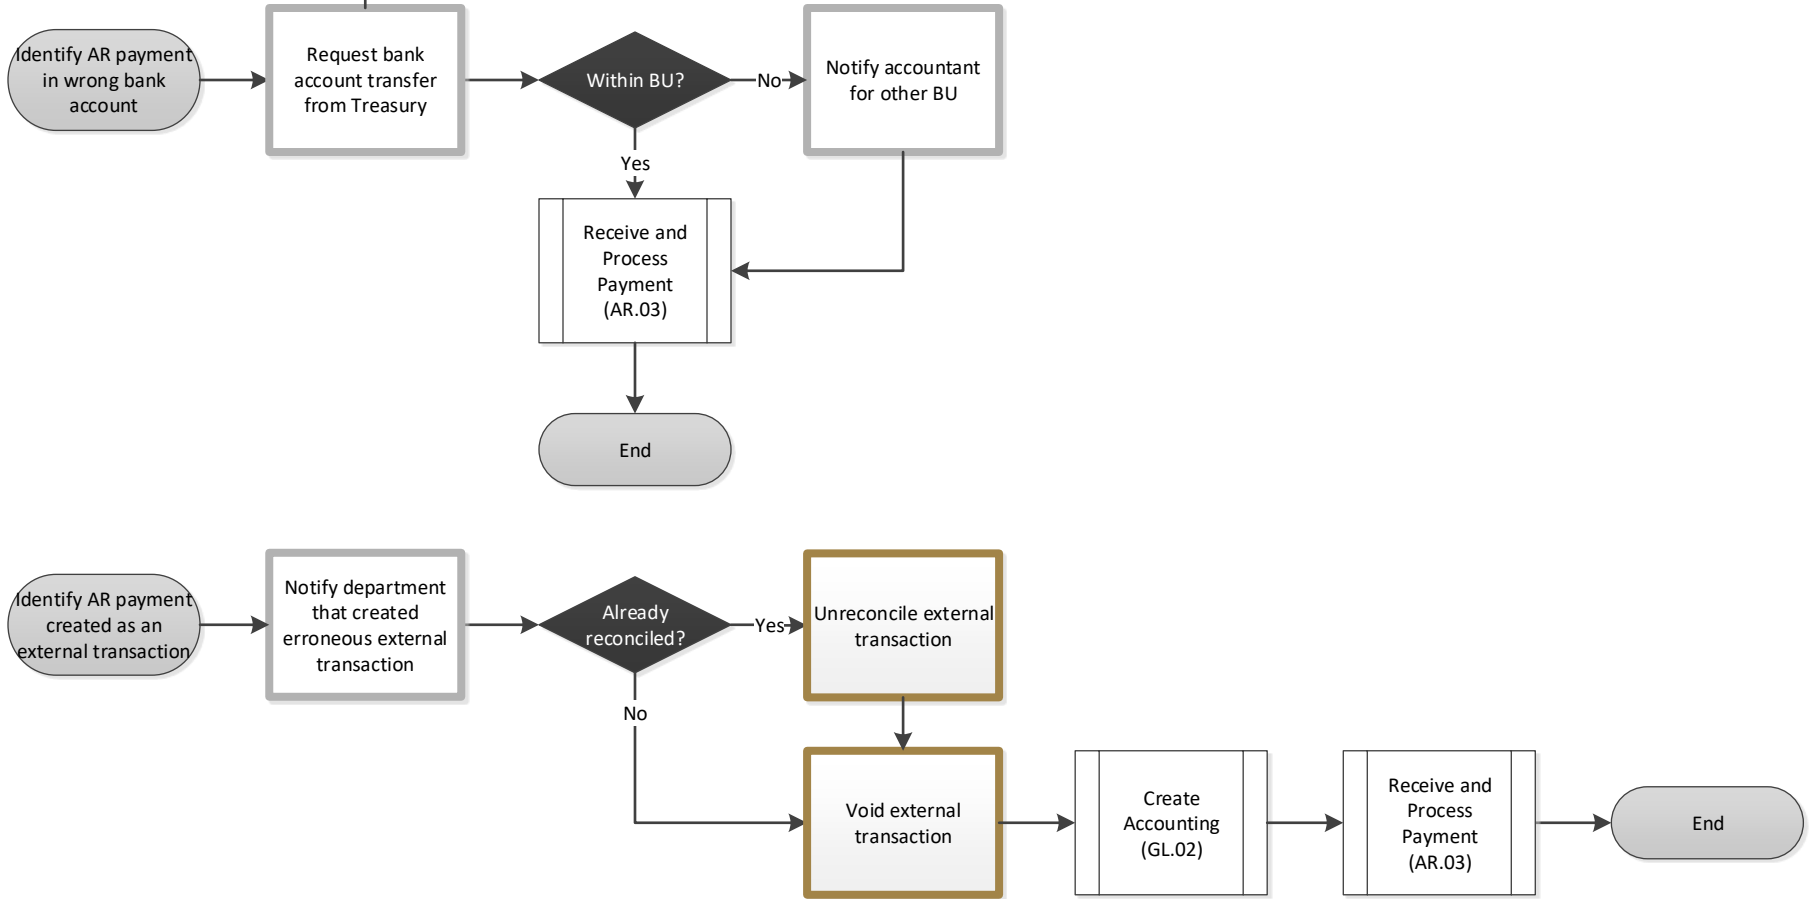 Identify AR payment
in wrong bank
account
Request bank
account transfer
from Treasury
Within BU?
No
Notify accountant
for other BU
Yes
Receive and
Process
Payment
(AR.03)
End
Identify AR payment
created as an
external transaction
Notify department
that created
erroneous external
transaction
Already
reconciled?
Yes
Unreconcile external
transaction
No
Void external
transaction
Create
Accounting
(GL.02)
Receive and
Process
Payment
(AR.03)
End